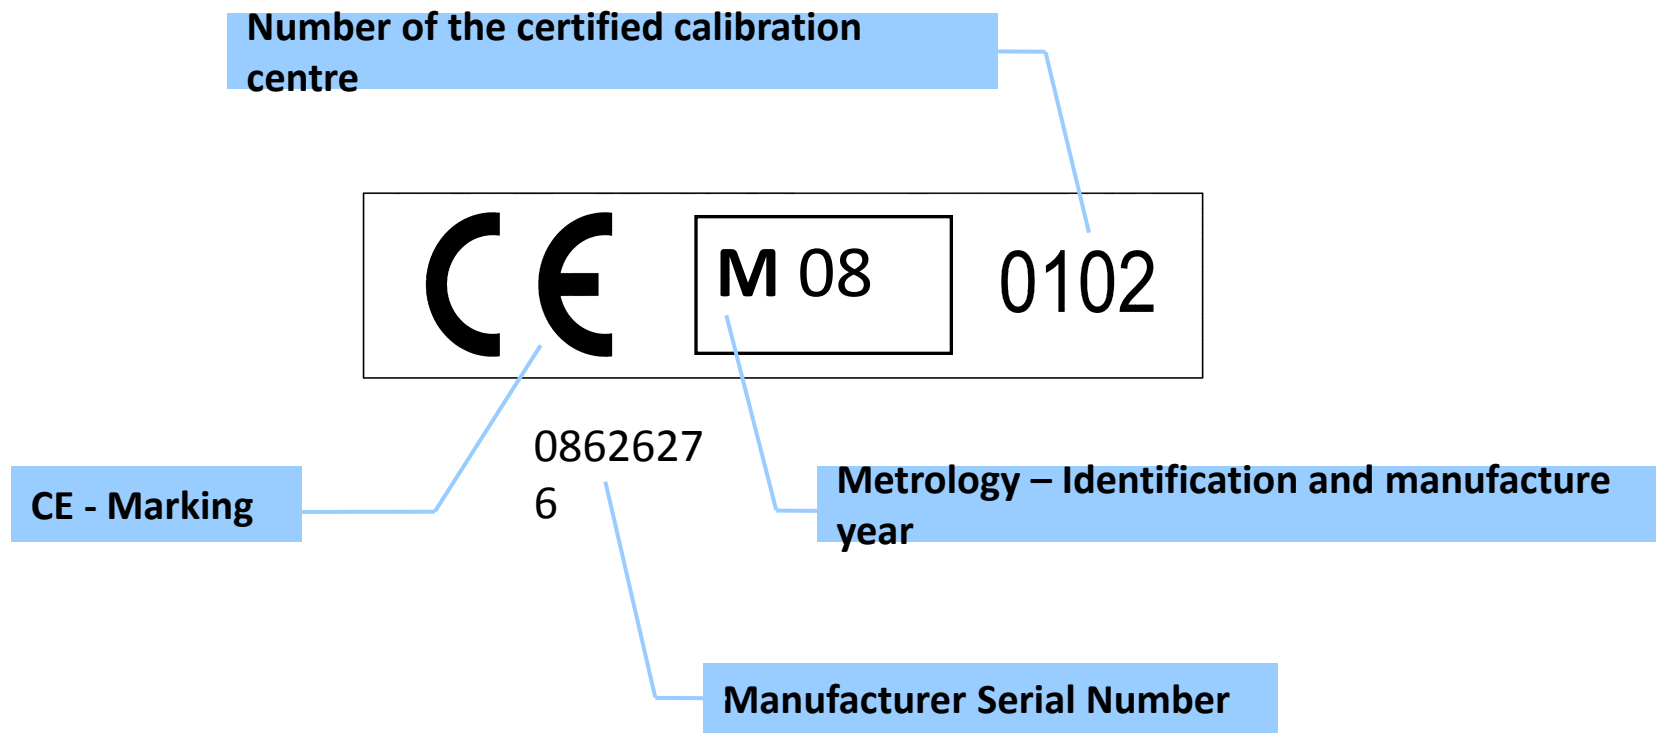 Number of the certified calibration
centre
CE M 08 0102
0862627
6
CE - Marking
Metrology – Identification and manufacture
year
Manufacturer Serial Number